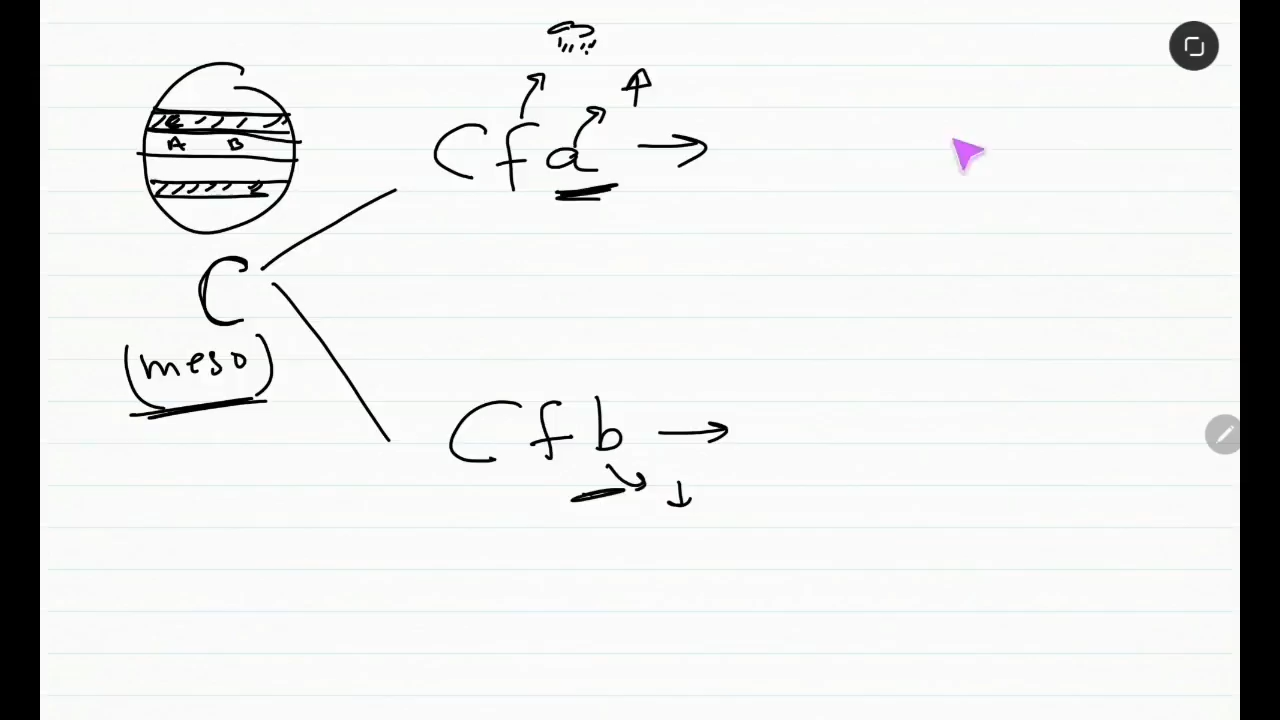 C A B
C
Cfa →
C
(meso)
Cfb →
↓